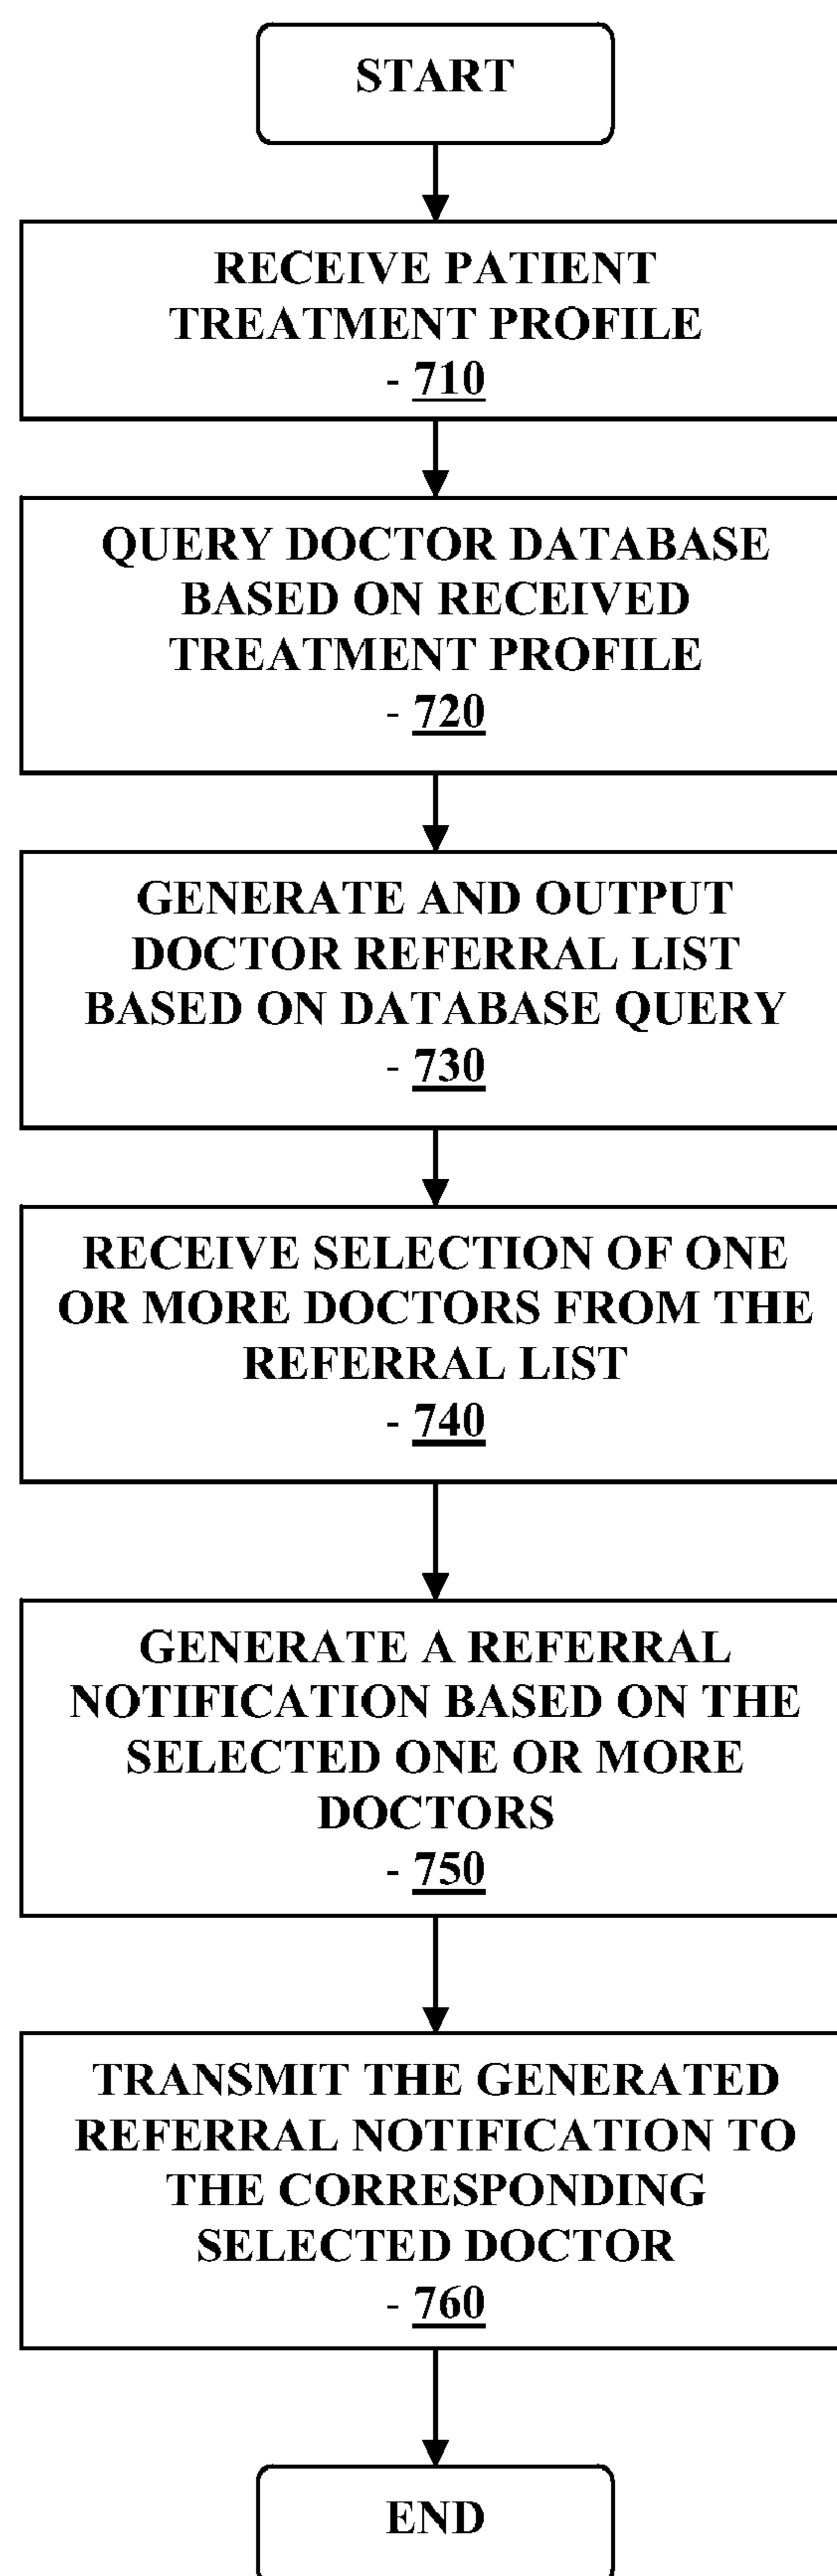 START
RECEIVE PATIENT
TREATMENT PROFILE
- 710
QUERY DOCTOR DATABASE
BASED ON RECEIVED
TREATMENT PROFILE
- 720
GENERATE AND OUTPUT
DOCTOR REFERRAL LIST
BASED ON DATABASE QUERY
- 730
RECEIVE SELECTION OF ONE
OR MORE DOCTORS FROM THE
REFERRAL LIST
- 740
GENERATE A REFERRAL
NOTIFICATION BASED ON THE
SELECTED ONE OR MORE
DOCTORS
- 750
TRANSMIT THE GENERATED
REFERRAL NOTIFICATION TO
THE CORRESPONDING
SELECTED DOCTOR
- 760
END